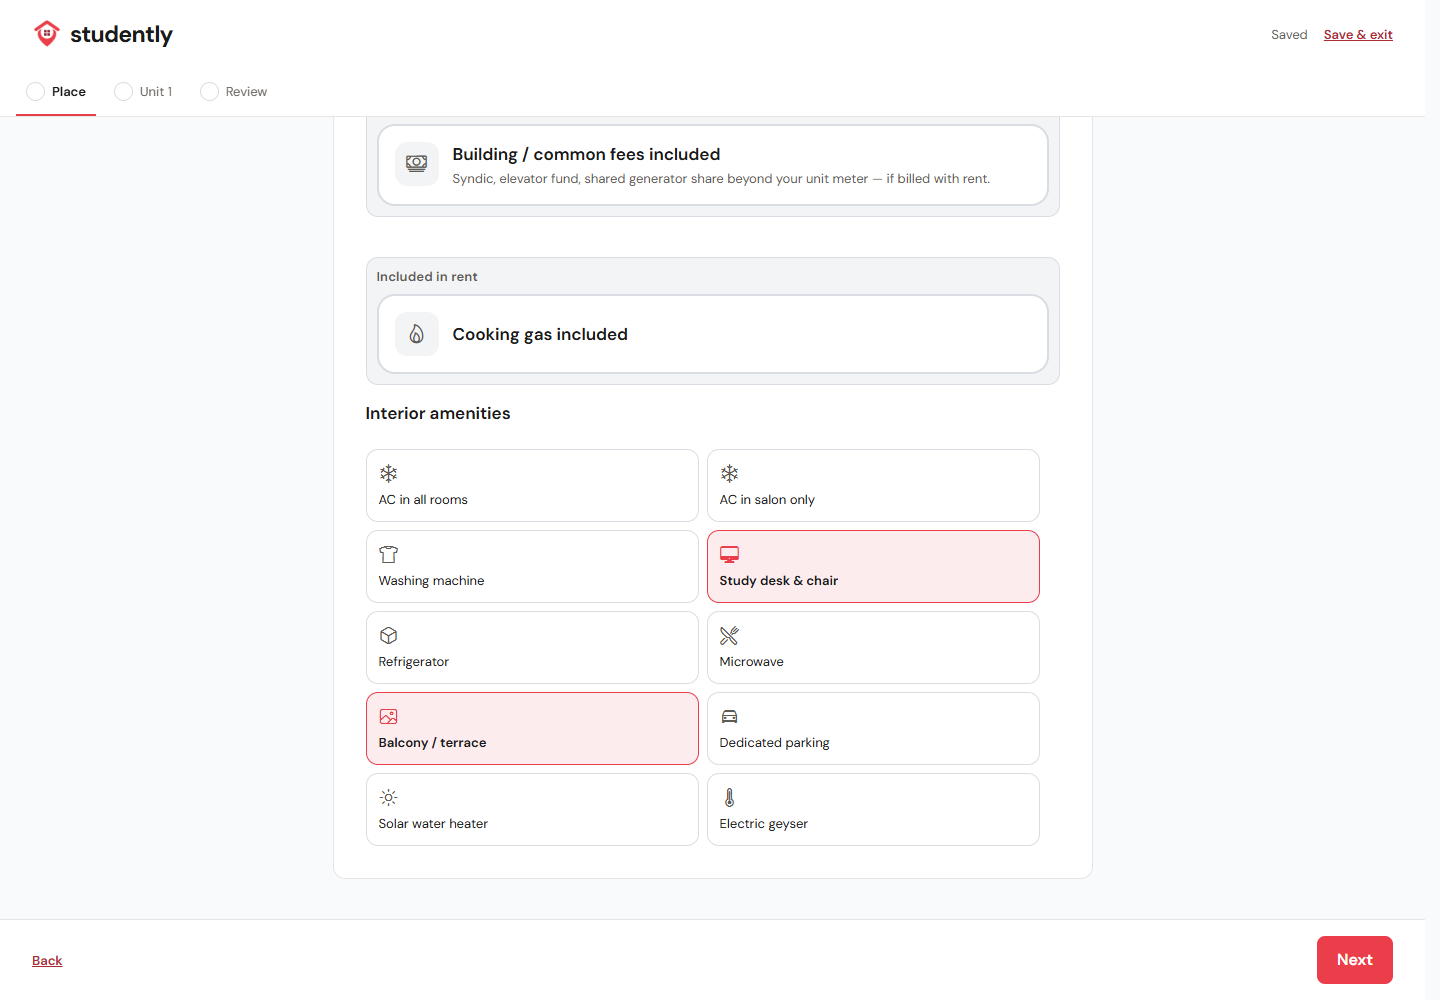 studently
Saved
Save & exit
Place
Unit 1
Review
Building / common fees included
Syndic, elevator fund, shared generator share beyond your unit meter — if billed with rent.
Included in rent
Cooking gas included
Interior amenities
AC in all rooms
AC in salon only
Washing machine
Study desk & chair
Refrigerator
Microwave
Balcony / terrace
Dedicated parking
Solar water heater
Electric geyser
Back
Next